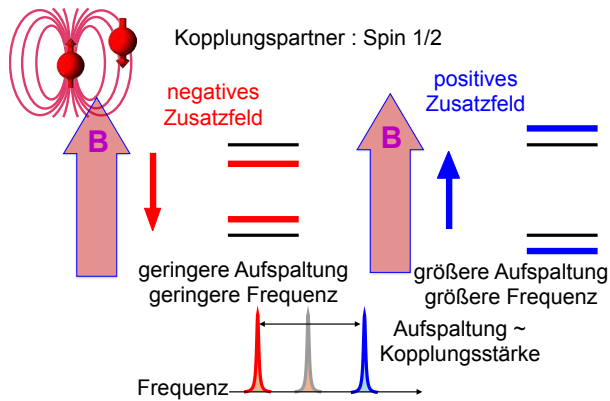 Kopplungspartner : Spin 1/2
negatives
Zusatzfeld
positives
Zusatzfeld
B
B
geringere Aufspaltung
geringere Frequenz
größere Aufspaltung
größere Frequenz
Aufspaltung ~
Kopplungsstärke
Frequenz